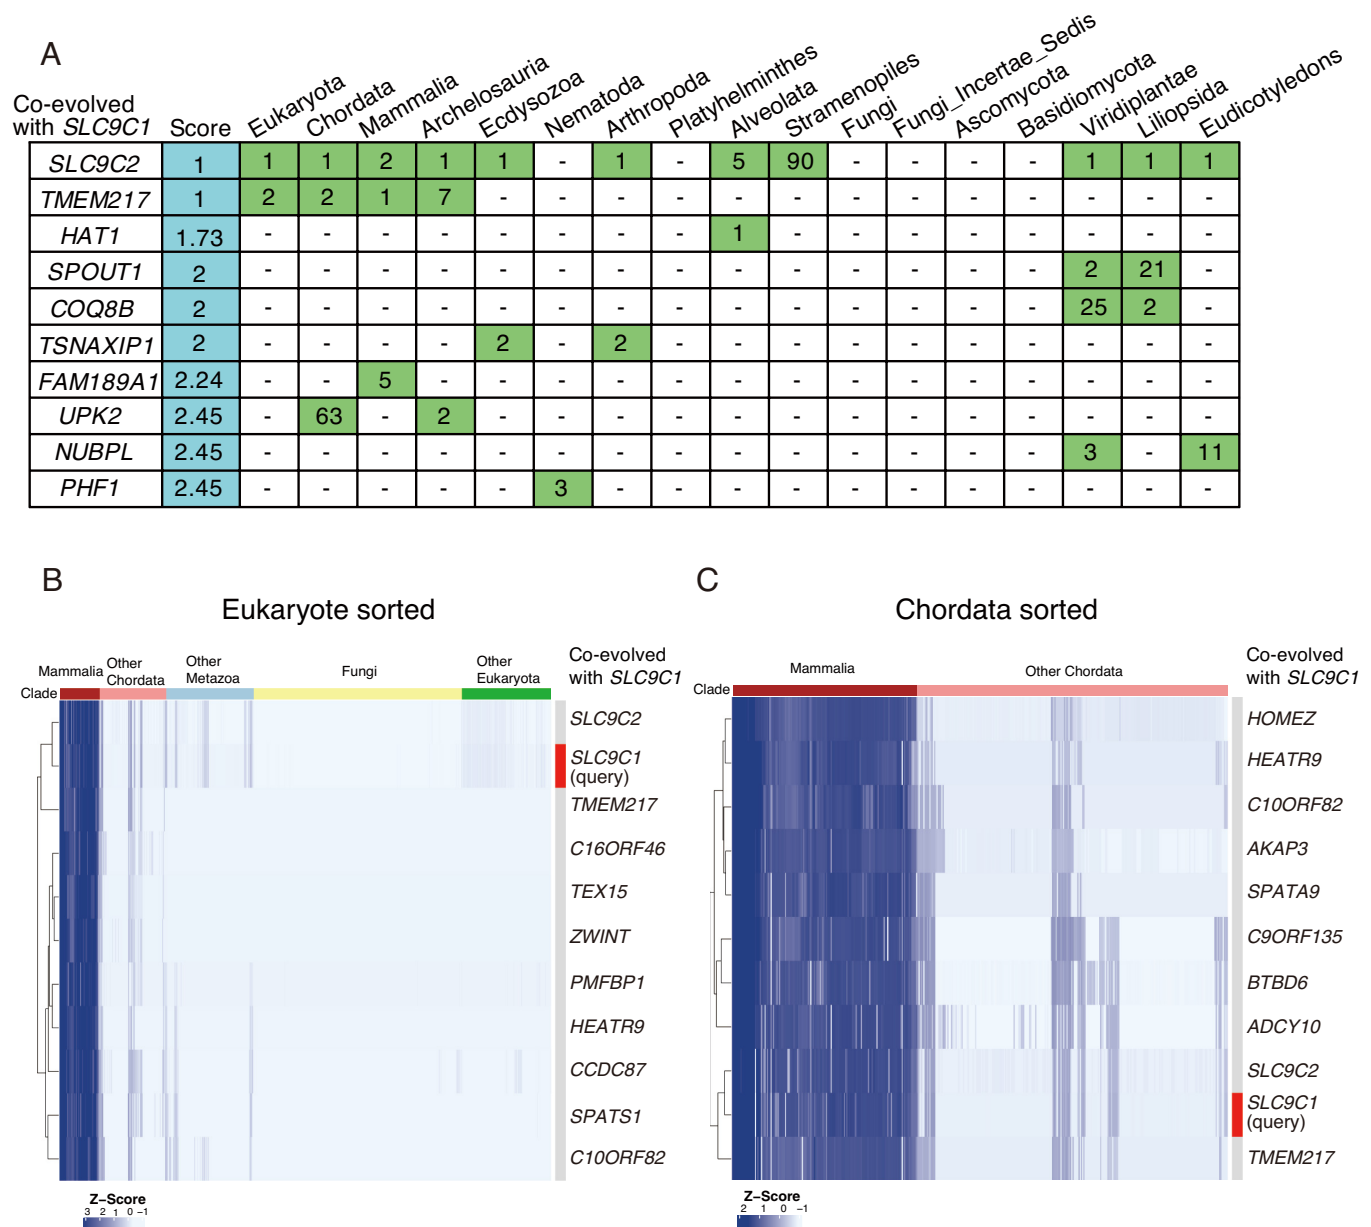 A
Co-evolved
with SLC9C1
Score
Eukaryota
Chordata
Mammalia
Archelosauria
Ecdysozoa
Nematoda
Arthropoda
Platyhelminthes
Alveolata
Stramenopiles
Fungi
Fungi_Incertae_Sedis
Ascomycota
Basidiomycota
Viridiplantae
Liliopsida
Eudicotyledons
SLC9C2 1 1 1 2 1 1 - 1 - 5 90 - - - - 1 1 1
TMEM217 1 2 2 1 7 - - - - - - - - - - - - -
HAT1 1.73 - - - - - - - - 1 - - - - - - - -
SPOUT1 2 - - - - - - - - - - - - - - 2 21 -
COQ8B 2 - - - - - - - - - - - - - - 25 2 -
TSNAXIP1 2 - - - - 2 - 2 - - - - - - - - - -
FAM189A1 2.24 - - 5 - - - - - - - - - - - - - -
UPK2 2.45 - 63 - 2 - - - - - - - - - - - - -
NUBPL 2.45 - - - - - - - - - - - - - - 3 - 11
PHF1 2.45 - - - - - 3 - - - - - - - - - - -
B
Eukaryote sorted
Clade
Mammalia
Other
Chordata
Other
Metazoa
Fungi
Other
Eukaryota
Co-evolved
with SLC9C1
SLC9C2
SLC9C1
(query)
TMEM217
C16ORF46
TEX15
ZWINT
PMFBP1
HEATR9
CCDC87
SPATS1
C10ORF82
Z-Score
3 2 1 0 -1
C
Chordata sorted
Clade
Mammalia
Other Chordata
Co-evolved
with SLC9C1
HOMEZ
HEATR9
C10ORF82
AKAP3
SPATA9
C9ORF135
BTBD6
ADCY10
SLC9C2
SLC9C1
(query)
TMEM217
Z-Score
2 1 0 -1